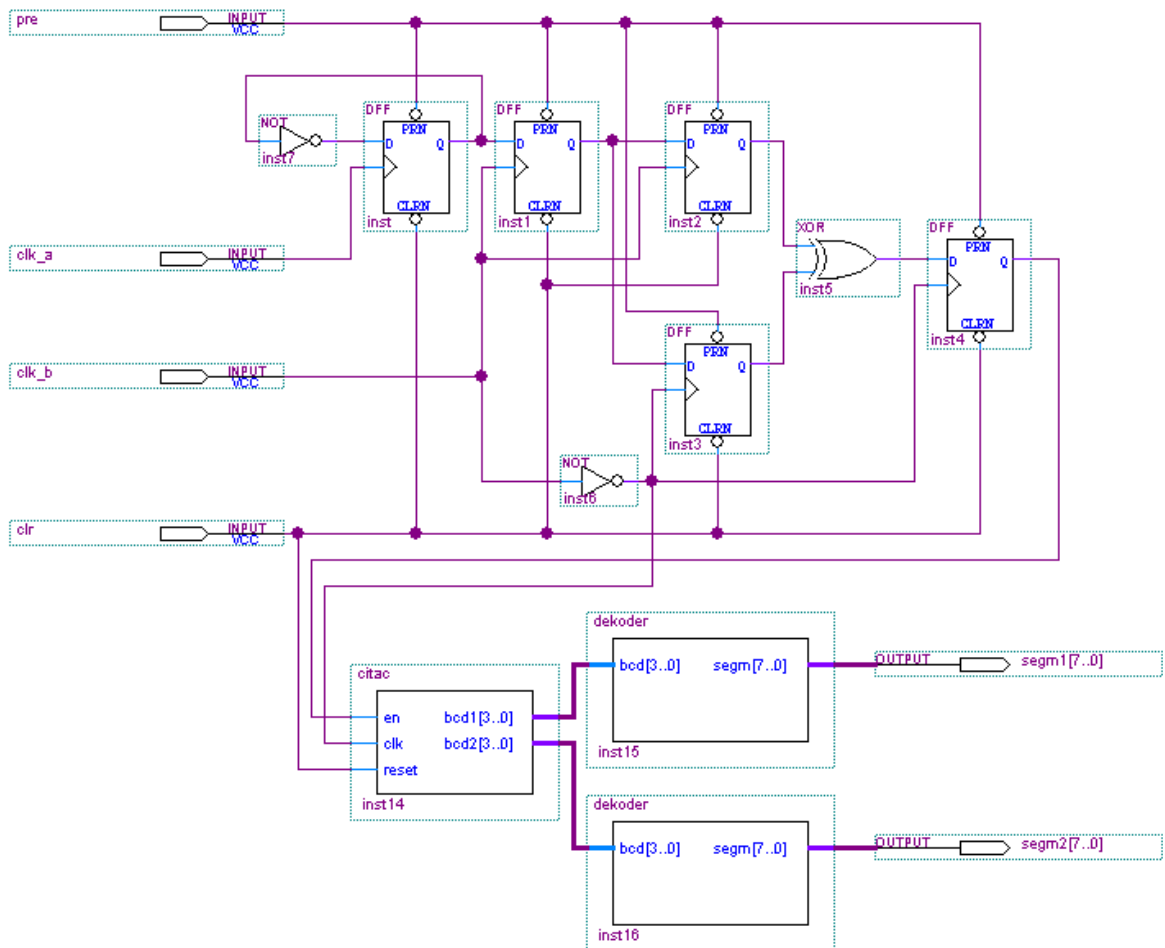 pre
INPUT
VCC
NOT
inst7
DFF
PRN
D Q
CLRN
inst
DFF
PRN
D Q
CLRN
inst1
DFF
PRN
D Q
CLRN
inst2
clk_a
INPUT
VCC
XOR
inst5
DFF
PRN
D Q
CLRN
inst4
DFF
PRN
D Q
CLRN
inst3
clk_b
INPUT
VCC
NOT
inst6
clr
INPUT
VCC
citac
en bcd1[3..0]
clk bcd2[3..0]
reset
inst14
dekoder
bcd[3..0] segm[7..0]
inst15
OUTPUT
segm1[7..0]
dekoder
bcd[3..0] segm[7..0]
inst16
OUTPUT
segm2[7..0]